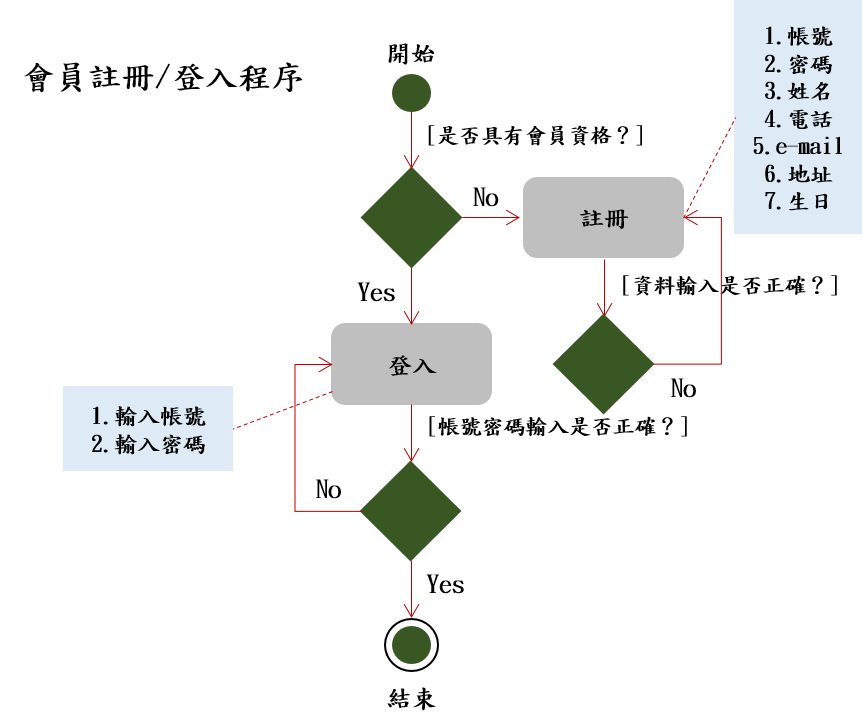 開始
會員註冊/登入程序
[是否具有會員資格？]
1.帳號
2.密碼
3.姓名
4.電話
5.e-mail
6.地址
7.生日
No
註冊
Yes
[資料輸入是否正確？]
登入
No
1.輸入帳號
2.輸入密碼
[帳號密碼輸入是否正確？]
No
Yes
結束